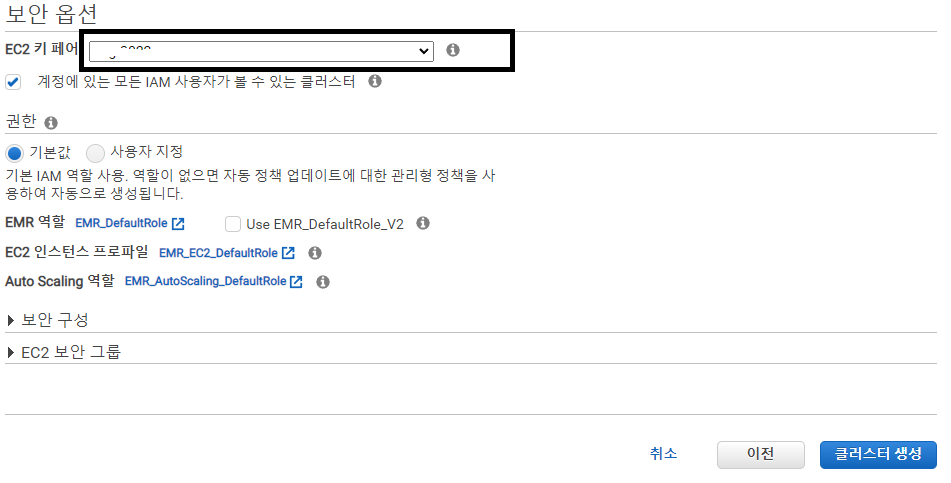 보안 옵션
EC2 키 페어
계정에 있는 모든 IAM 사용자가 볼 수 있는 클러스터
권한
기본값 사용자 지정
기본 IAM 역할 사용. 역할이 없으면 자동 정책 업데이트에 대한 관리형 정책을 사
용하여 자동으로 생성됩니다.
EMR 역할 EMR_DefaultRole Use EMR_DefaultRole_V2
EC2 인스턴스 프로파일 EMR_EC2_DefaultRole
Auto Scaling 역할 EMR_AutoScaling_DefaultRole
보안 구성
EC2 보안 그룹
취소 이전 클러스터 생성